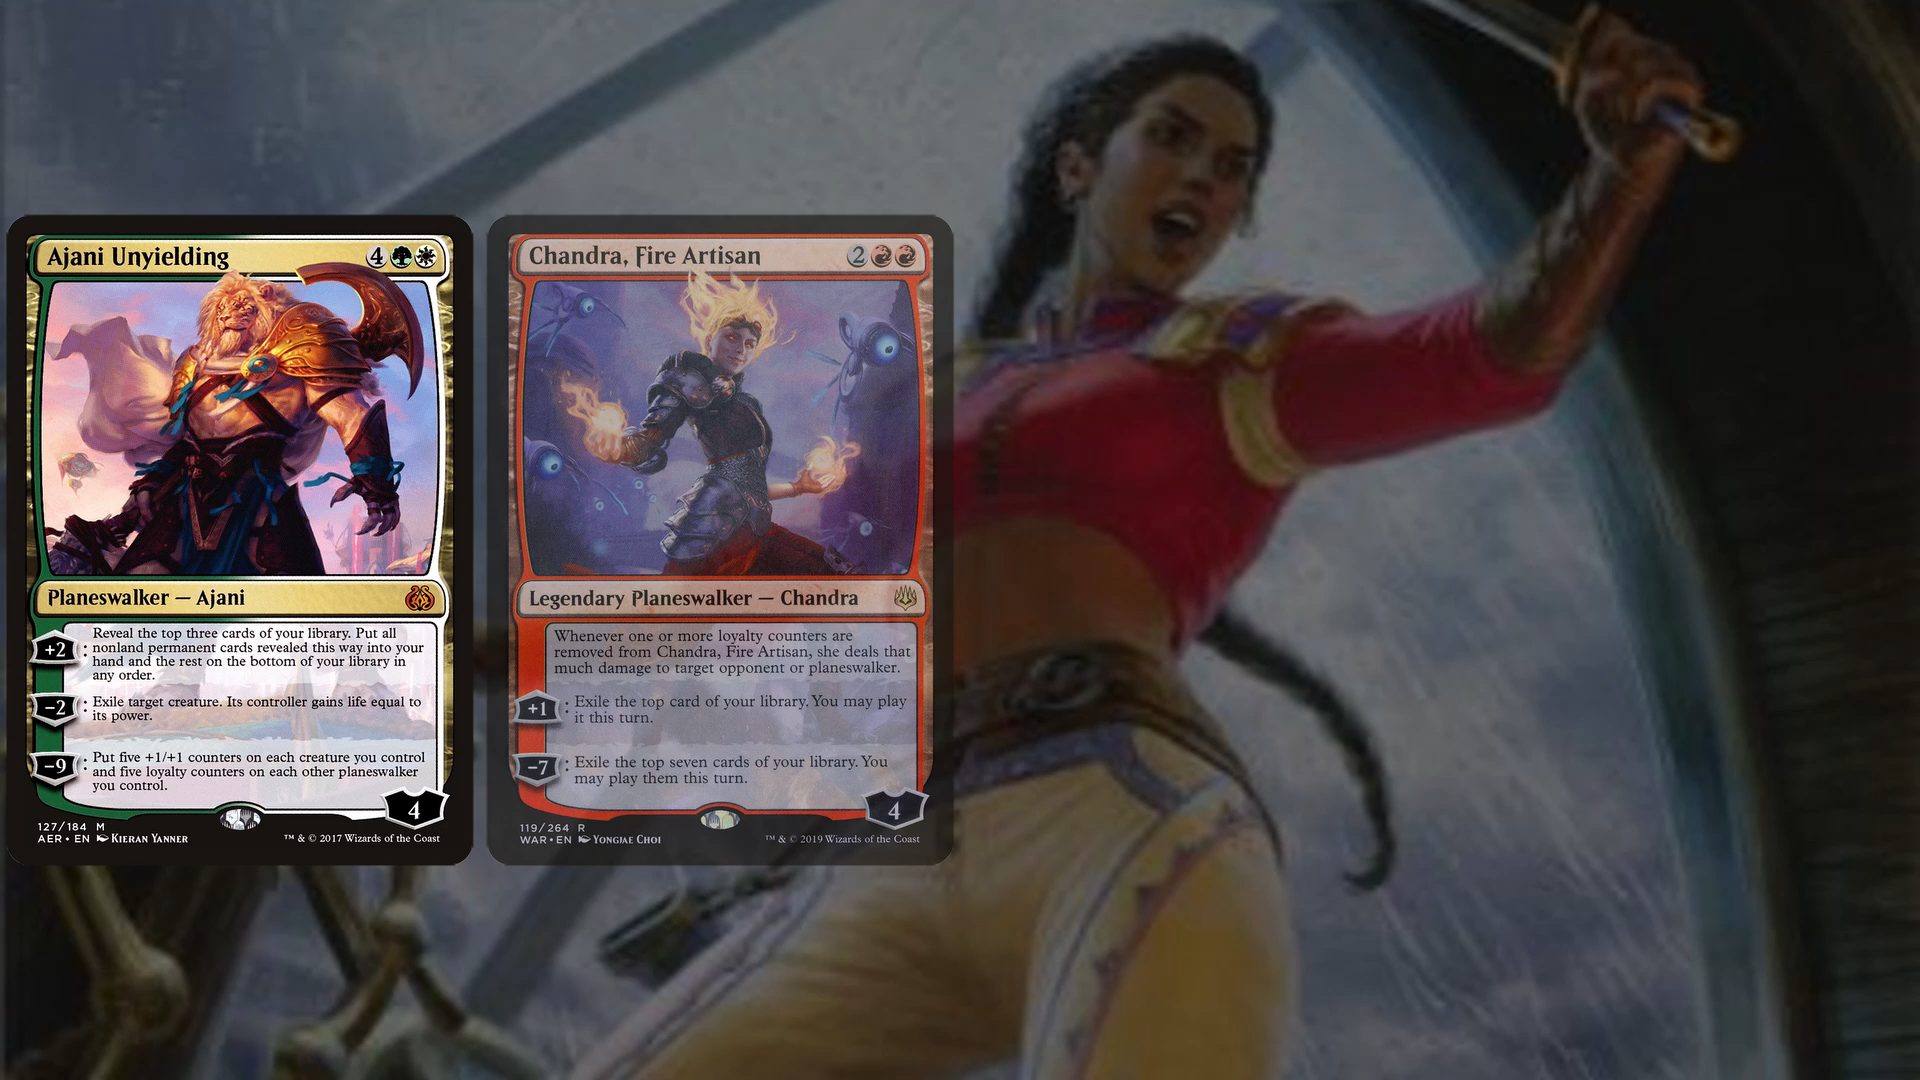 Ajani Unyielding
4
Planeswalker — Ajani
+2
: Reveal the top three cards of your library. Put all
nonland permanent cards revealed this way into your
hand and the rest on the bottom of your library in
any order.
−2
: Exile target creature. Its controller gains life equal to
its power.
−9
: Put five +1/+1 counters on each creature you control
and five loyalty counters on each other planeswalker
you control.
4
127/184 M
AER • EN Kieran Yanner
™ & © 2017 Wizards of the Coast
Chandra, Fire Artisan
2
Legendary Planeswalker — Chandra
Whenever one or more loyalty counters are
removed from Chandra, Fire Artisan, she deals that
much damage to target opponent or planeswalker.
+1
: Exile the top card of your library. You may play
it this turn.
−7
: Exile the top seven cards of your library. You
may play them this turn.
4
119/264 R
WAR • EN Yongjae Choi
™ & © 2019 Wizards of the Coast